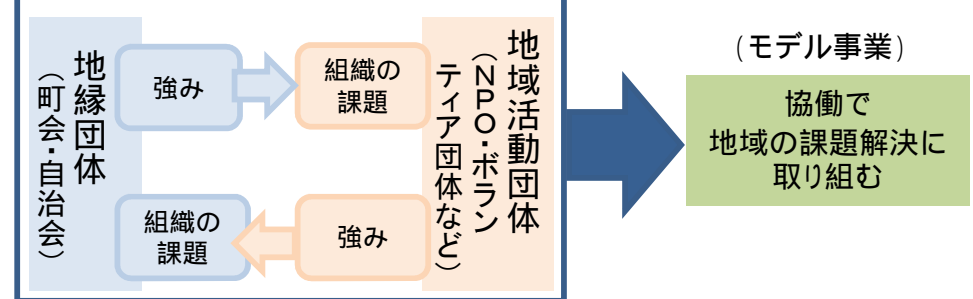 地縁団体
（町会・自治会）
強み
組織の
課題
組織の
課題
強み
地域活動団体
（ＮＰＯ・ボラン
ティア団体など）
（モデル事業）
協働で
地域の課題解決に
取り組む